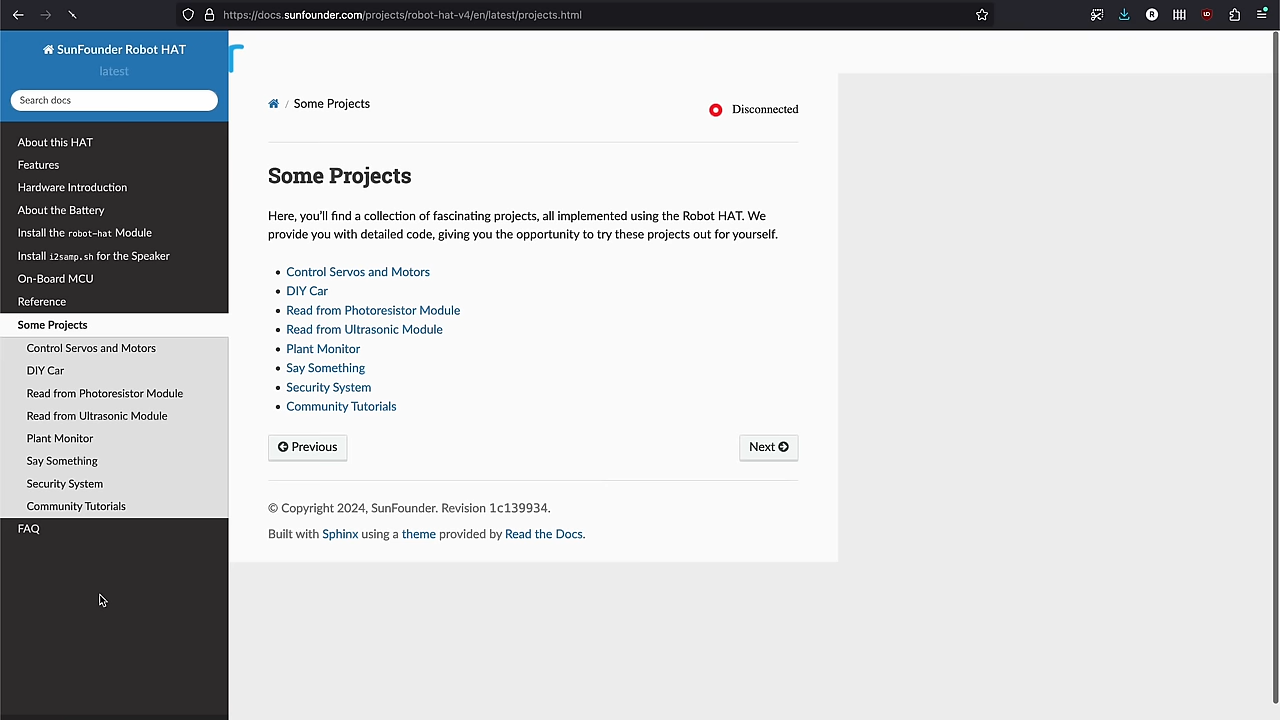 https://docs.sunfounder.com/projects/robot-hat-v4/en/latest/projects.html
SunFounder Robot HAT
latest
Search docs
About this HAT
Features
Hardware Introduction
About the Battery
Install the robot-hat Module
Install i2samp.sh for the Speaker
On-Board MCU
Reference
Some Projects
Control Servos and Motors
DIY Car
Read from Photoresistor Module
Read from Ultrasonic Module
Plant Monitor
Say Something
Security System
Community Tutorials
FAQ
/ Some Projects
Disconnected
Some Projects
Here, you'll find a collection of fascinating projects, all implemented using the Robot HAT. We
provide you with detailed code, giving you the opportunity to try these projects out for yourself.
• Control Servos and Motors
• DIY Car
• Read from Photoresistor Module
• Read from Ultrasonic Module
• Plant Monitor
• Say Something
• Security System
• Community Tutorials
Previous
Next
© Copyright 2024, SunFounder. Revision 1c139934.
Built with Sphinx using a theme provided by Read the Docs.